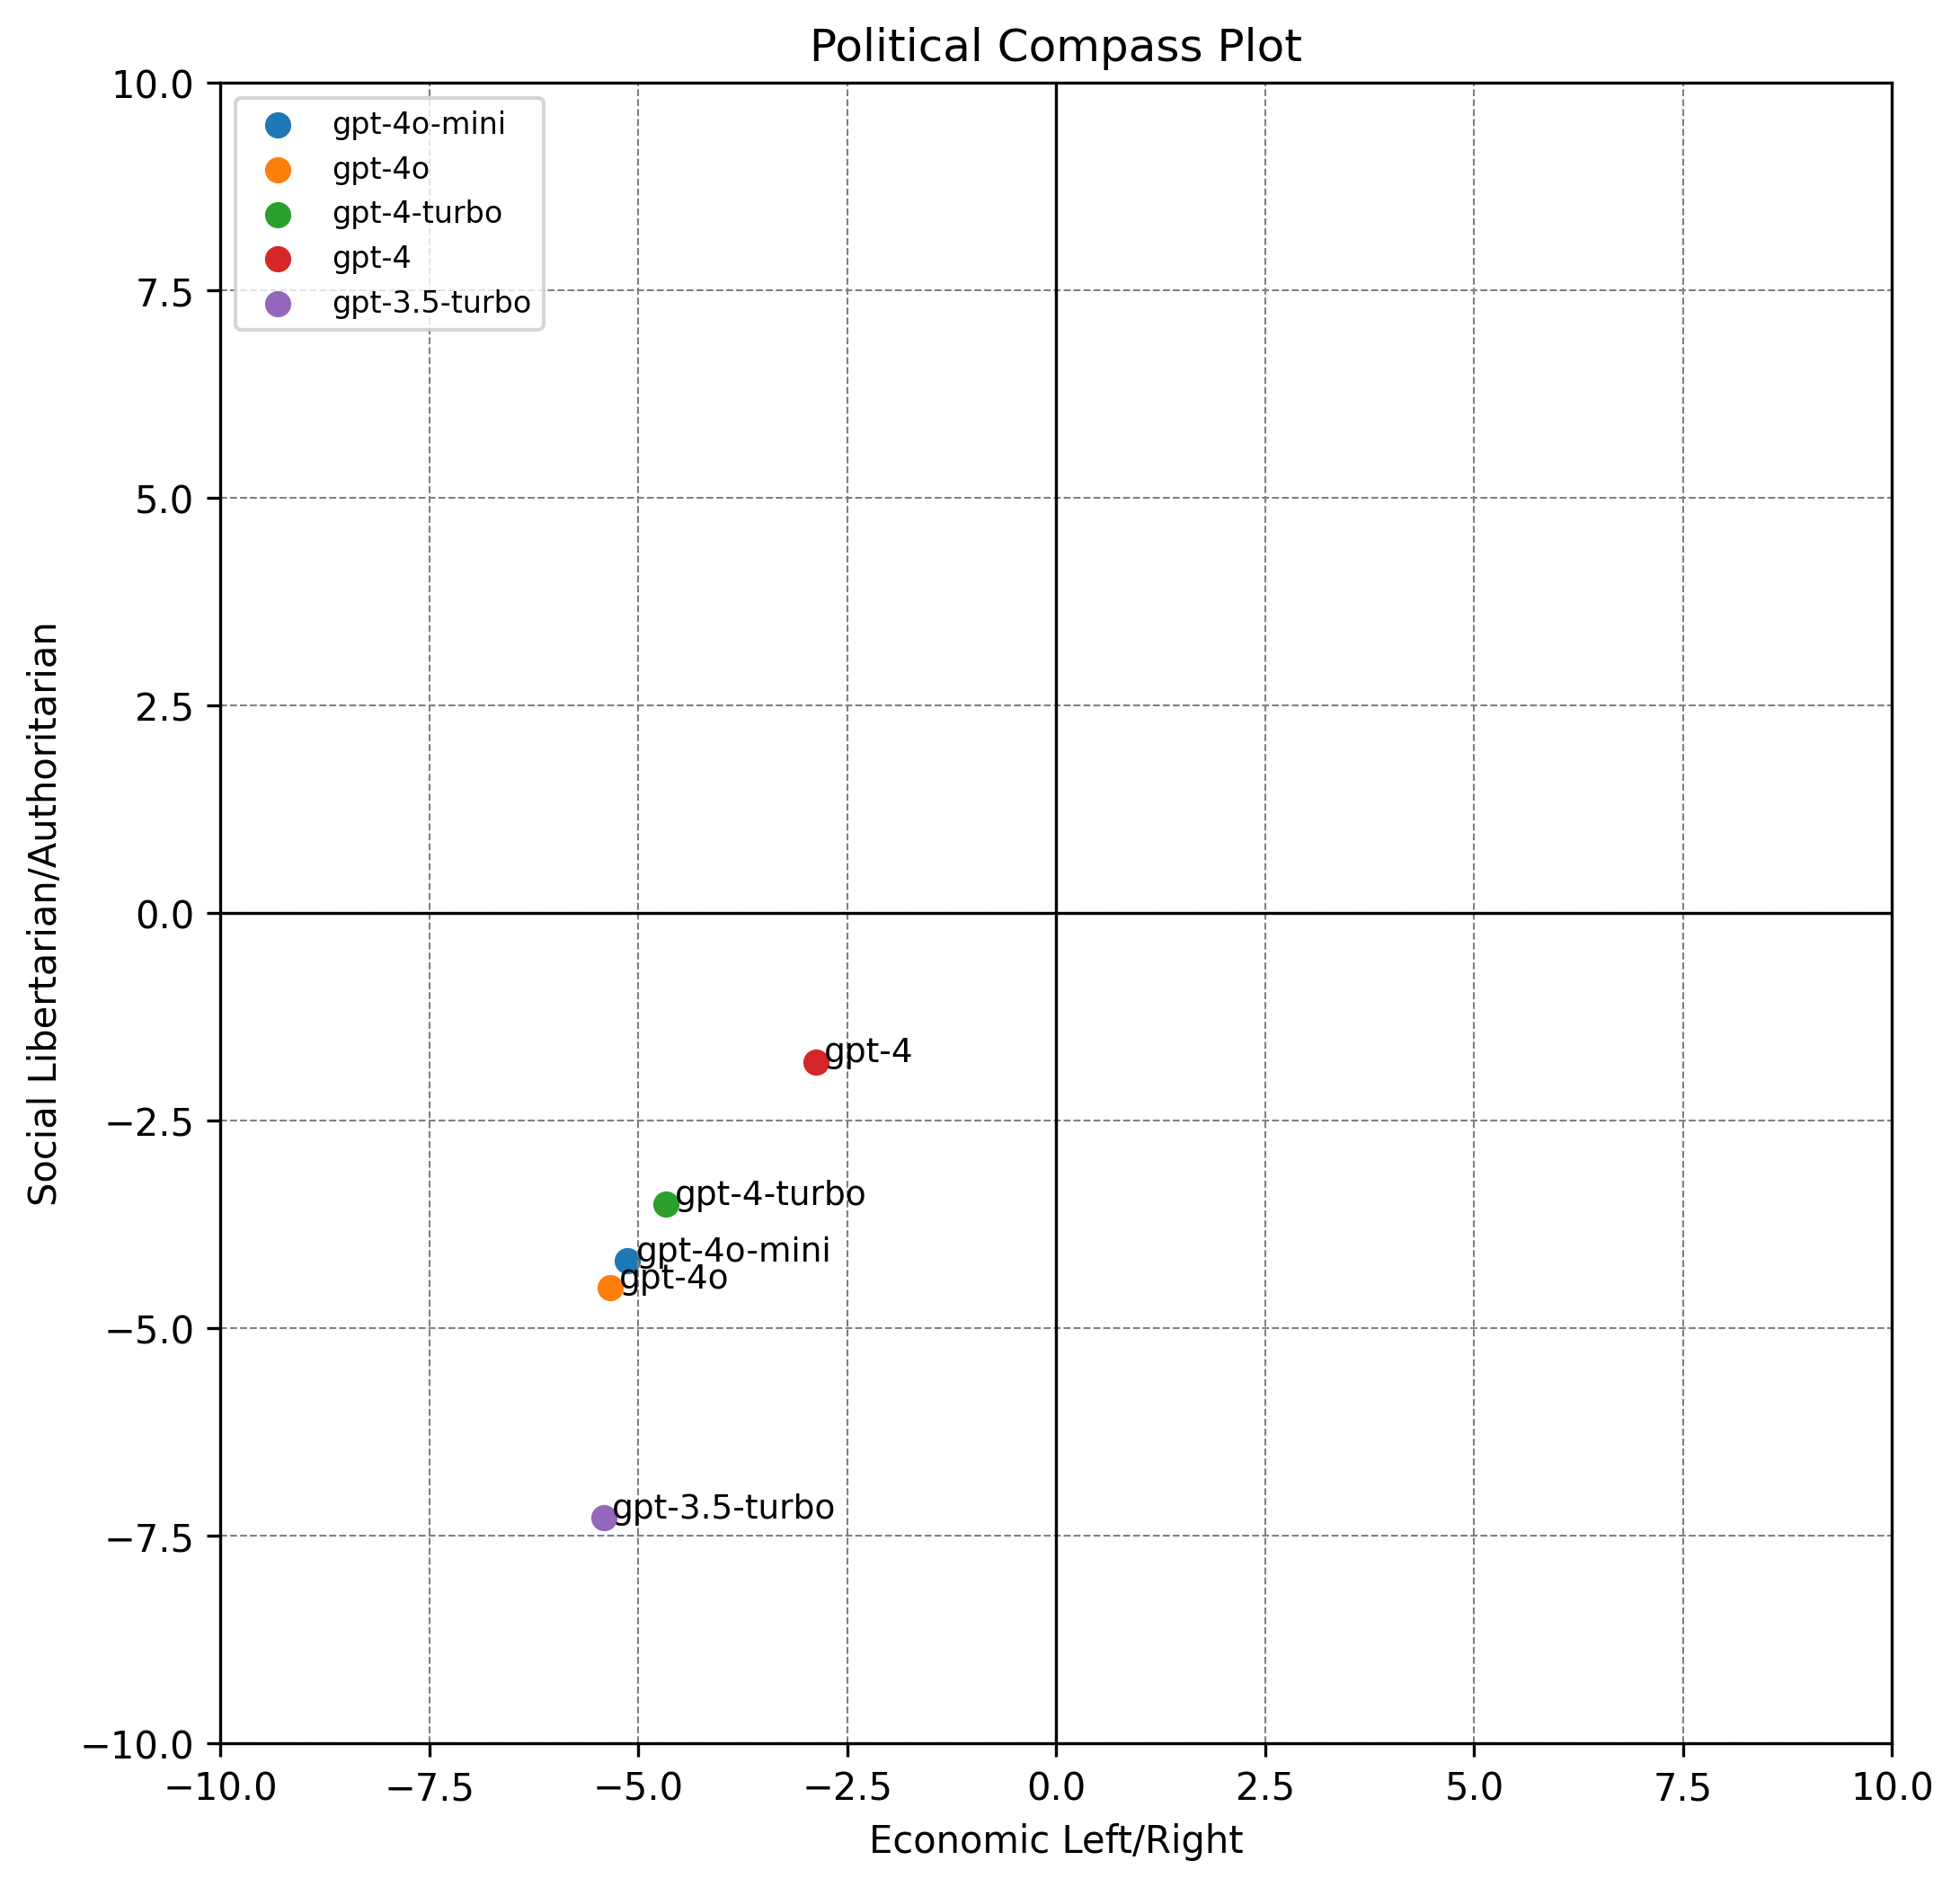 Political Compass Plot
10.0
7.5
5.0
2.5
0.0
−2.5
−5.0
−7.5
−10.0
Social Libertarian/Authoritarian
gpt-4o-mini
gpt-4o
gpt-4-turbo
gpt-4
gpt-3.5-turbo
gpt-4
gpt-4-turbo
gpt-4o-mini
gpt-4o
gpt-3.5-turbo
−10.0 −7.5 −5.0 −2.5 0.0 2.5 5.0 7.5 10.0
Economic Left/Right